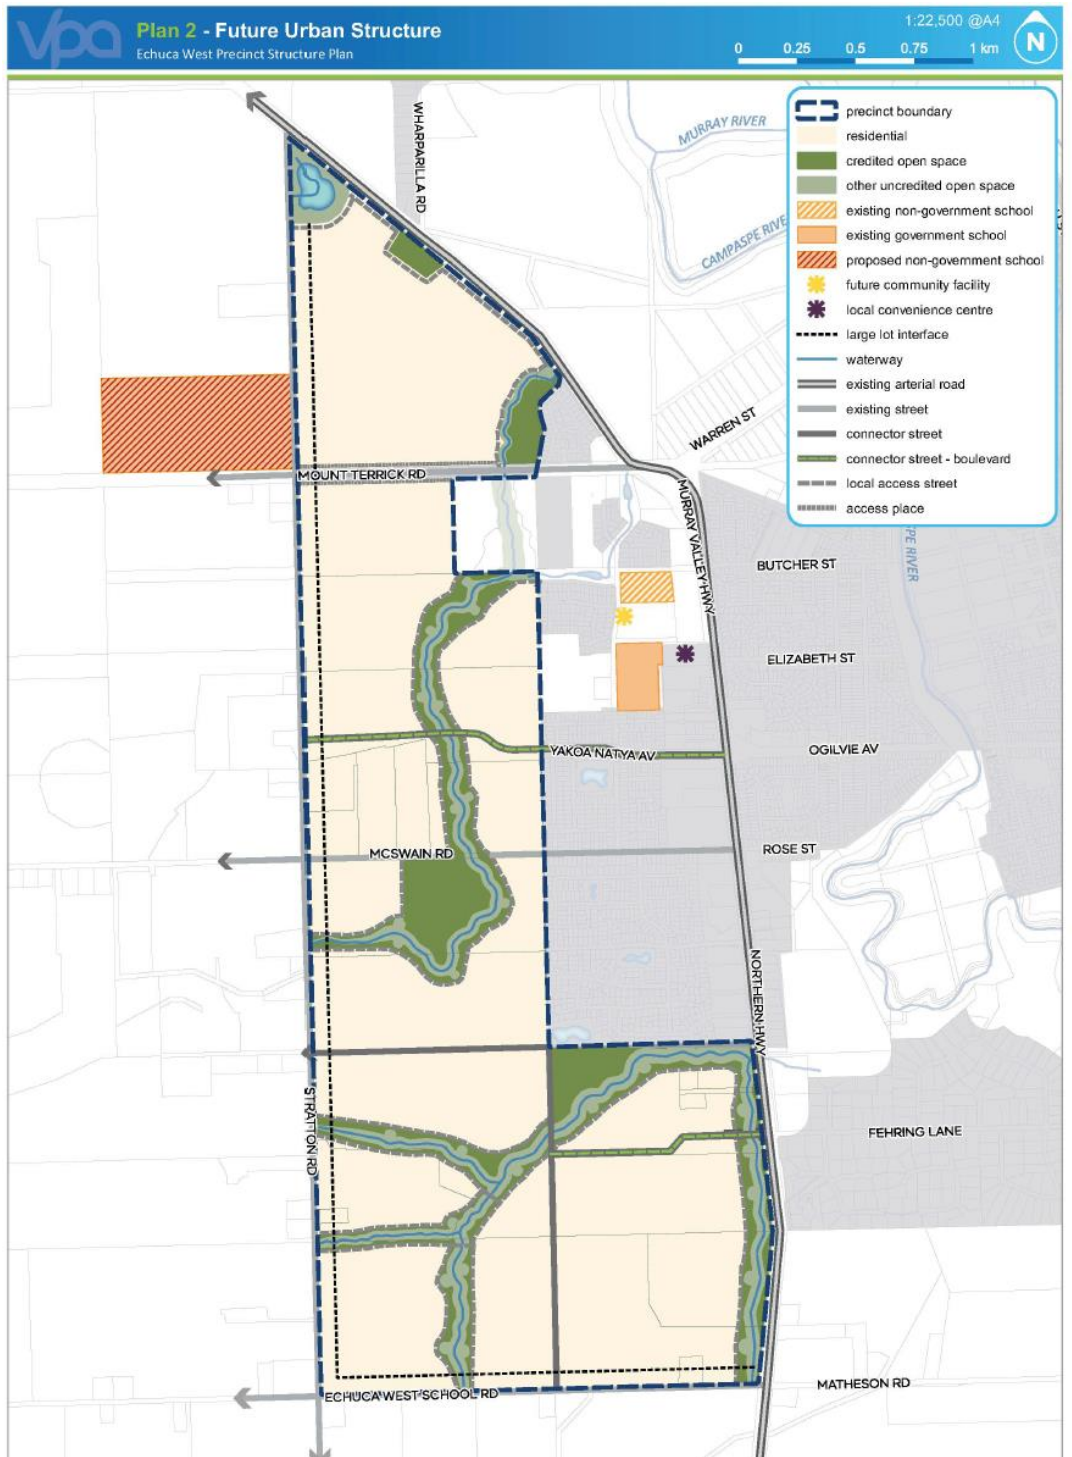 vpa
Plan 2 - Future Urban Structure
Echuca West Precinct Structure Plan
1:22,500 @A4
0 0.25 0.5 0.75 1 km
N
precinct boundary
residential
credited open space
other uncredited open space
existing non-government school
existing government school
proposed non-government school
future community facility
local convenience centre
large lot interface
waterway
existing arterial road
existing street
connector street
connector street - boulevard
local access street
access place
WHARPARILLA RD
MURRAY RIVER
CAMPASPE RIVE
WARREN ST
MOUNT TERRICK RD
MURRAY VALLEY HWY
PE RIVER
BUTCHER ST
ELIZABETH ST
YAKOA NATYA AV
OGILVIE AV
MCSWAIN RD
ROSE ST
NORTHERN HWY
STRATTON RD
FEHRING LANE
ECHUCA WEST SCHOOL RD
MATHESON RD